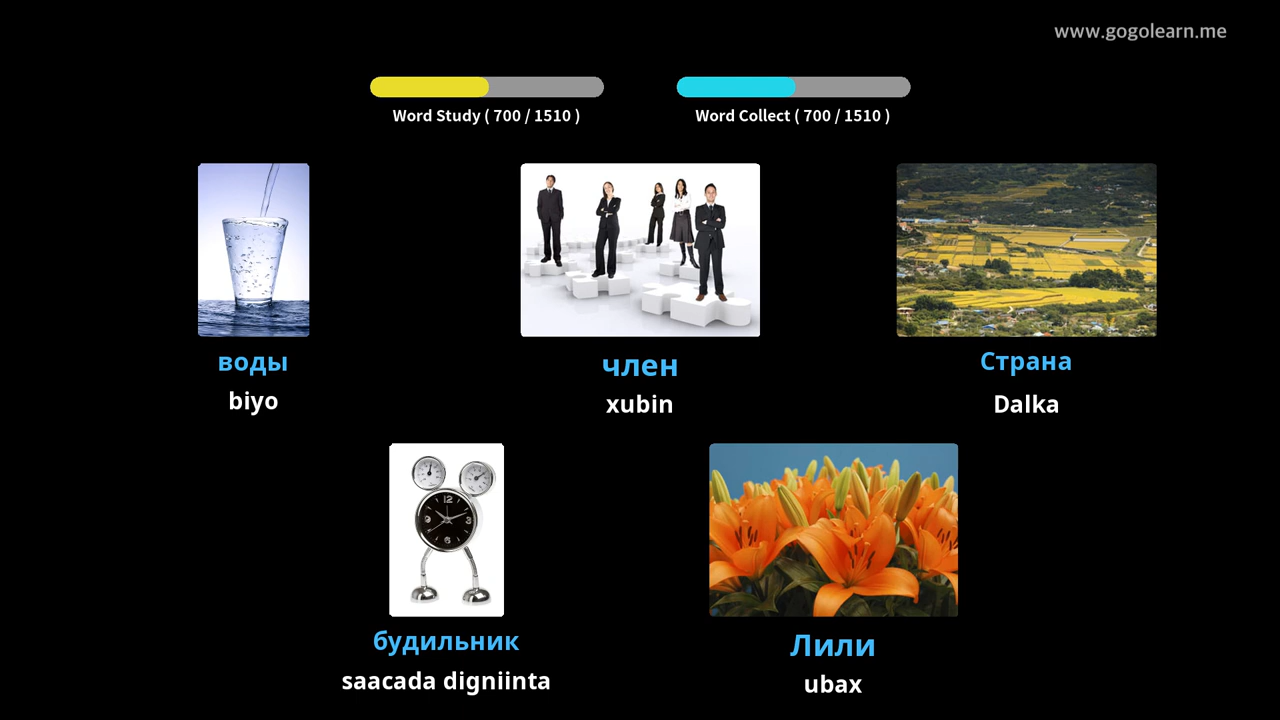 www.gogolearn.me
Word Study ( 700 / 1510 )
Word Collect ( 700 / 1510 )
воды
biyo
член
xubin
Страна
Dalka
будильник
saacada digniinta
Лили
ubax